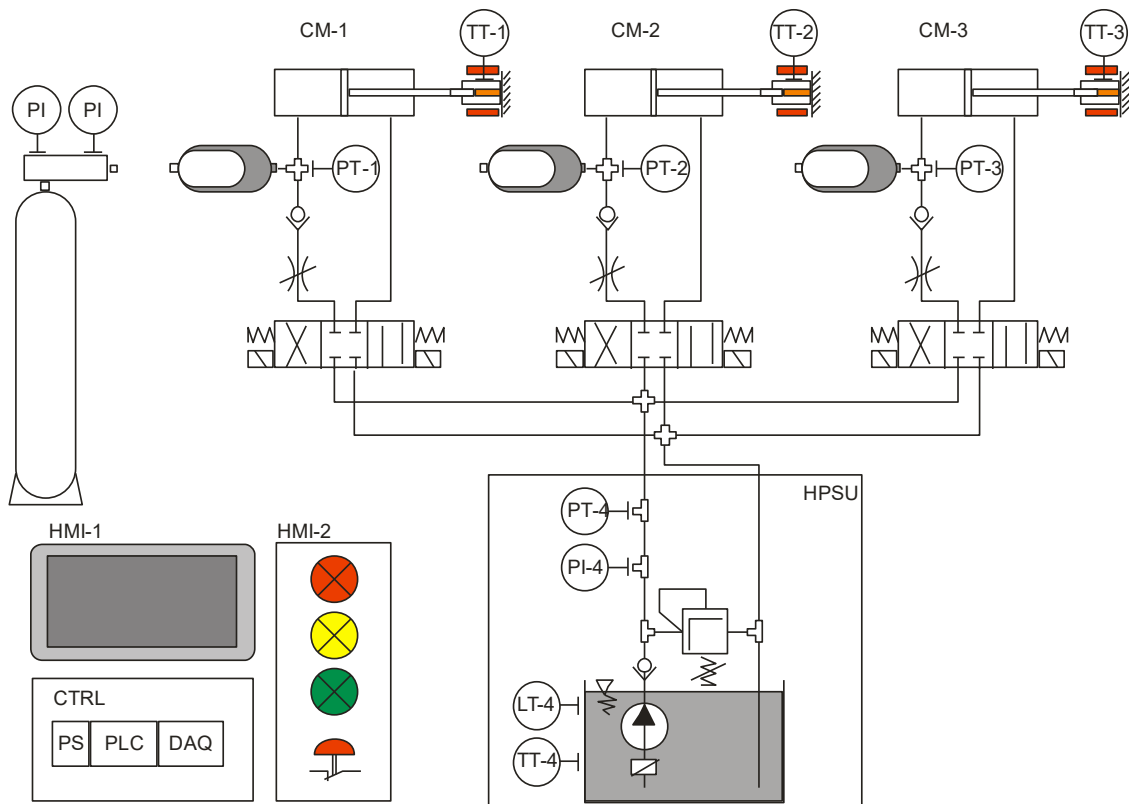 CM-1
TT-1
CM-2
TT-2
CM-3
TT-3
PI
PI
PT-1
PT-2
PT-3
HPSU
PT-4
PI-4
LT-4
TT-4
HMI-1
HMI-2
CTRL
PS
PLC
DAQ